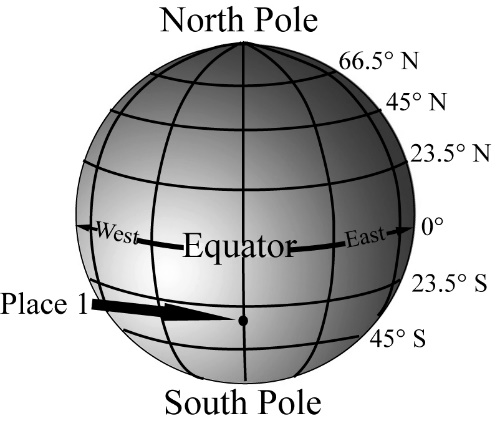 North Pole
66.5° N
45° N
23.5° N
West
Equator
East
0°
23.5° S
Place 1
45° S
South Pole